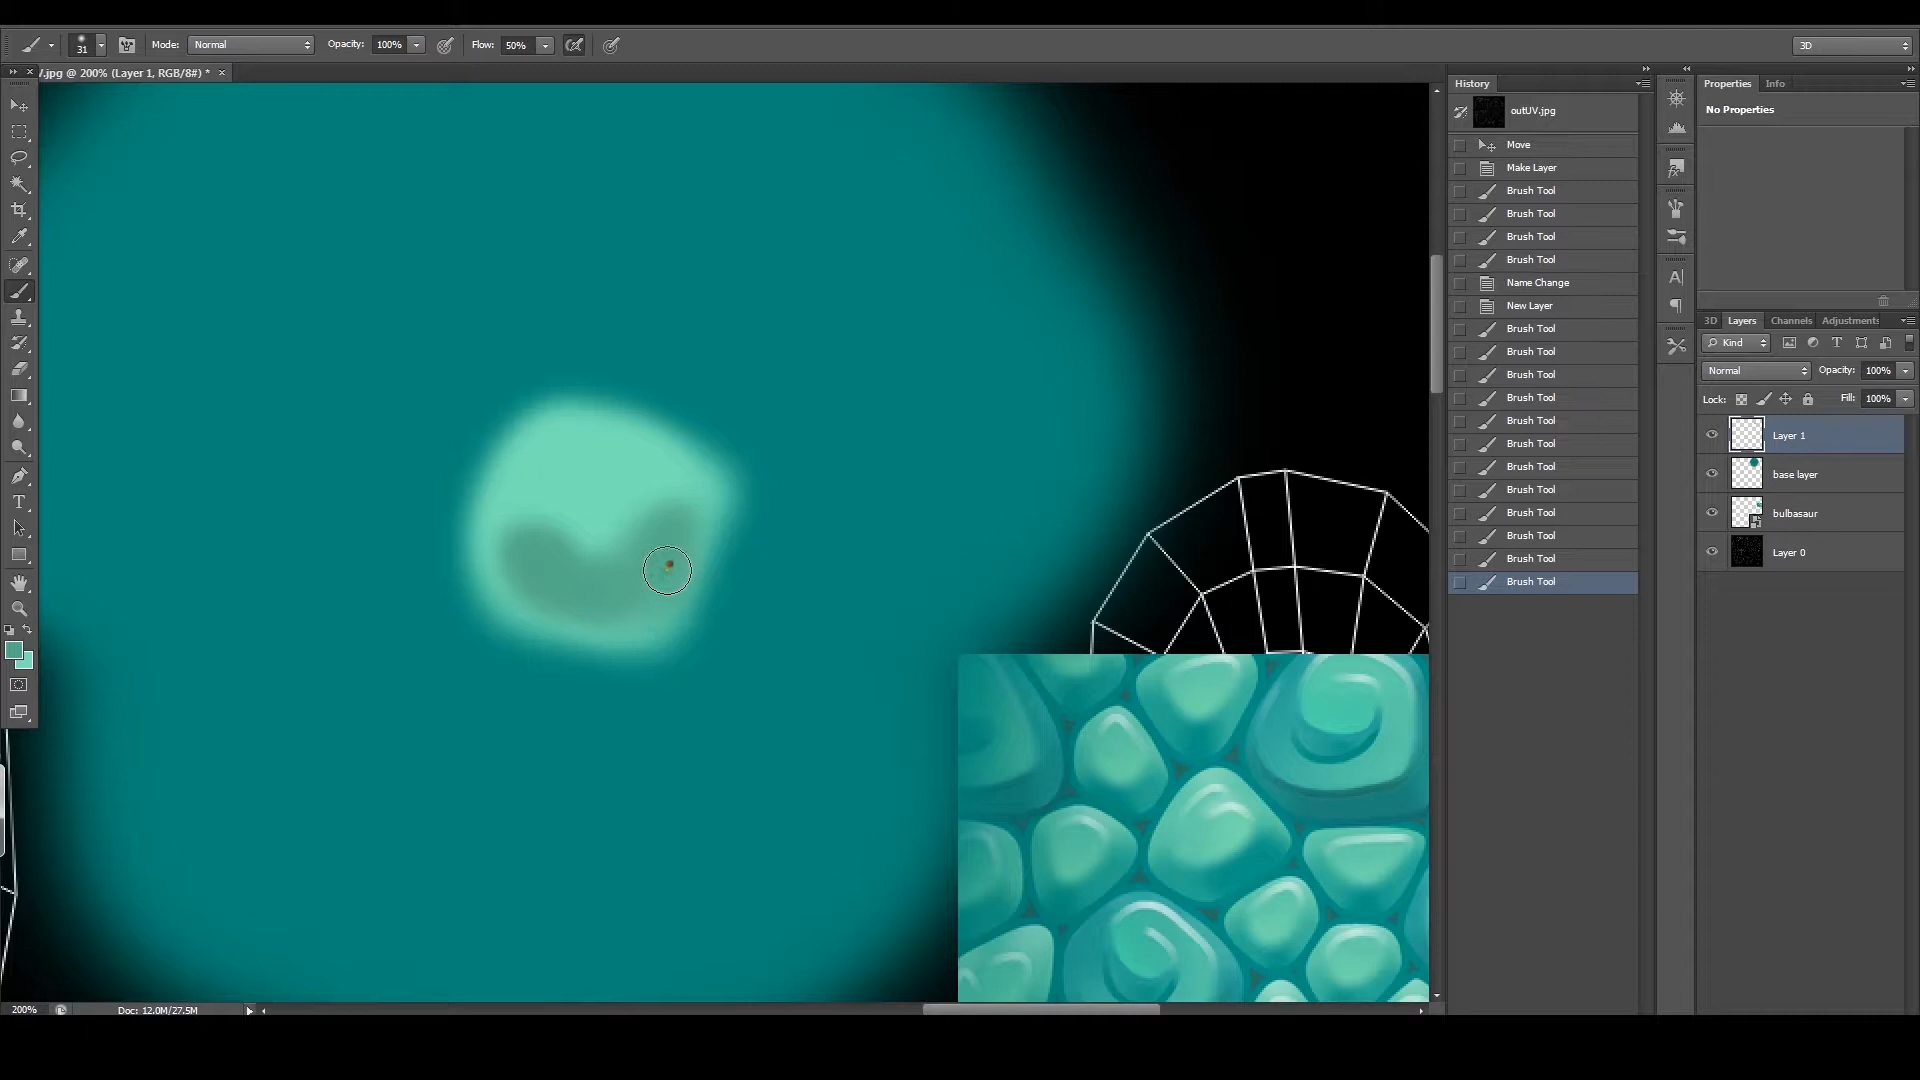 31 Mode: Normal Opacity: 100% Flow: 50% 3D
V.jpg @ 200% (Layer 1, RGB/8#) * ×
History
outUV.jpg
Move
Make Layer
Brush Tool
Brush Tool
Brush Tool
Brush Tool
Name Change
New Layer
Brush Tool
Brush Tool
Brush Tool
Brush Tool
Brush Tool
Brush Tool
Brush Tool
Brush Tool
Brush Tool
Brush Tool
Brush Tool
Brush Tool
Properties Info
No Properties
3D Layers Channels Adjustments
Kind
Normal Opacity: 100%
Lock: Fill: 100%
Layer 1
base layer
bulbasaur
Layer 0
200% Doc: 12.0M/27.5M